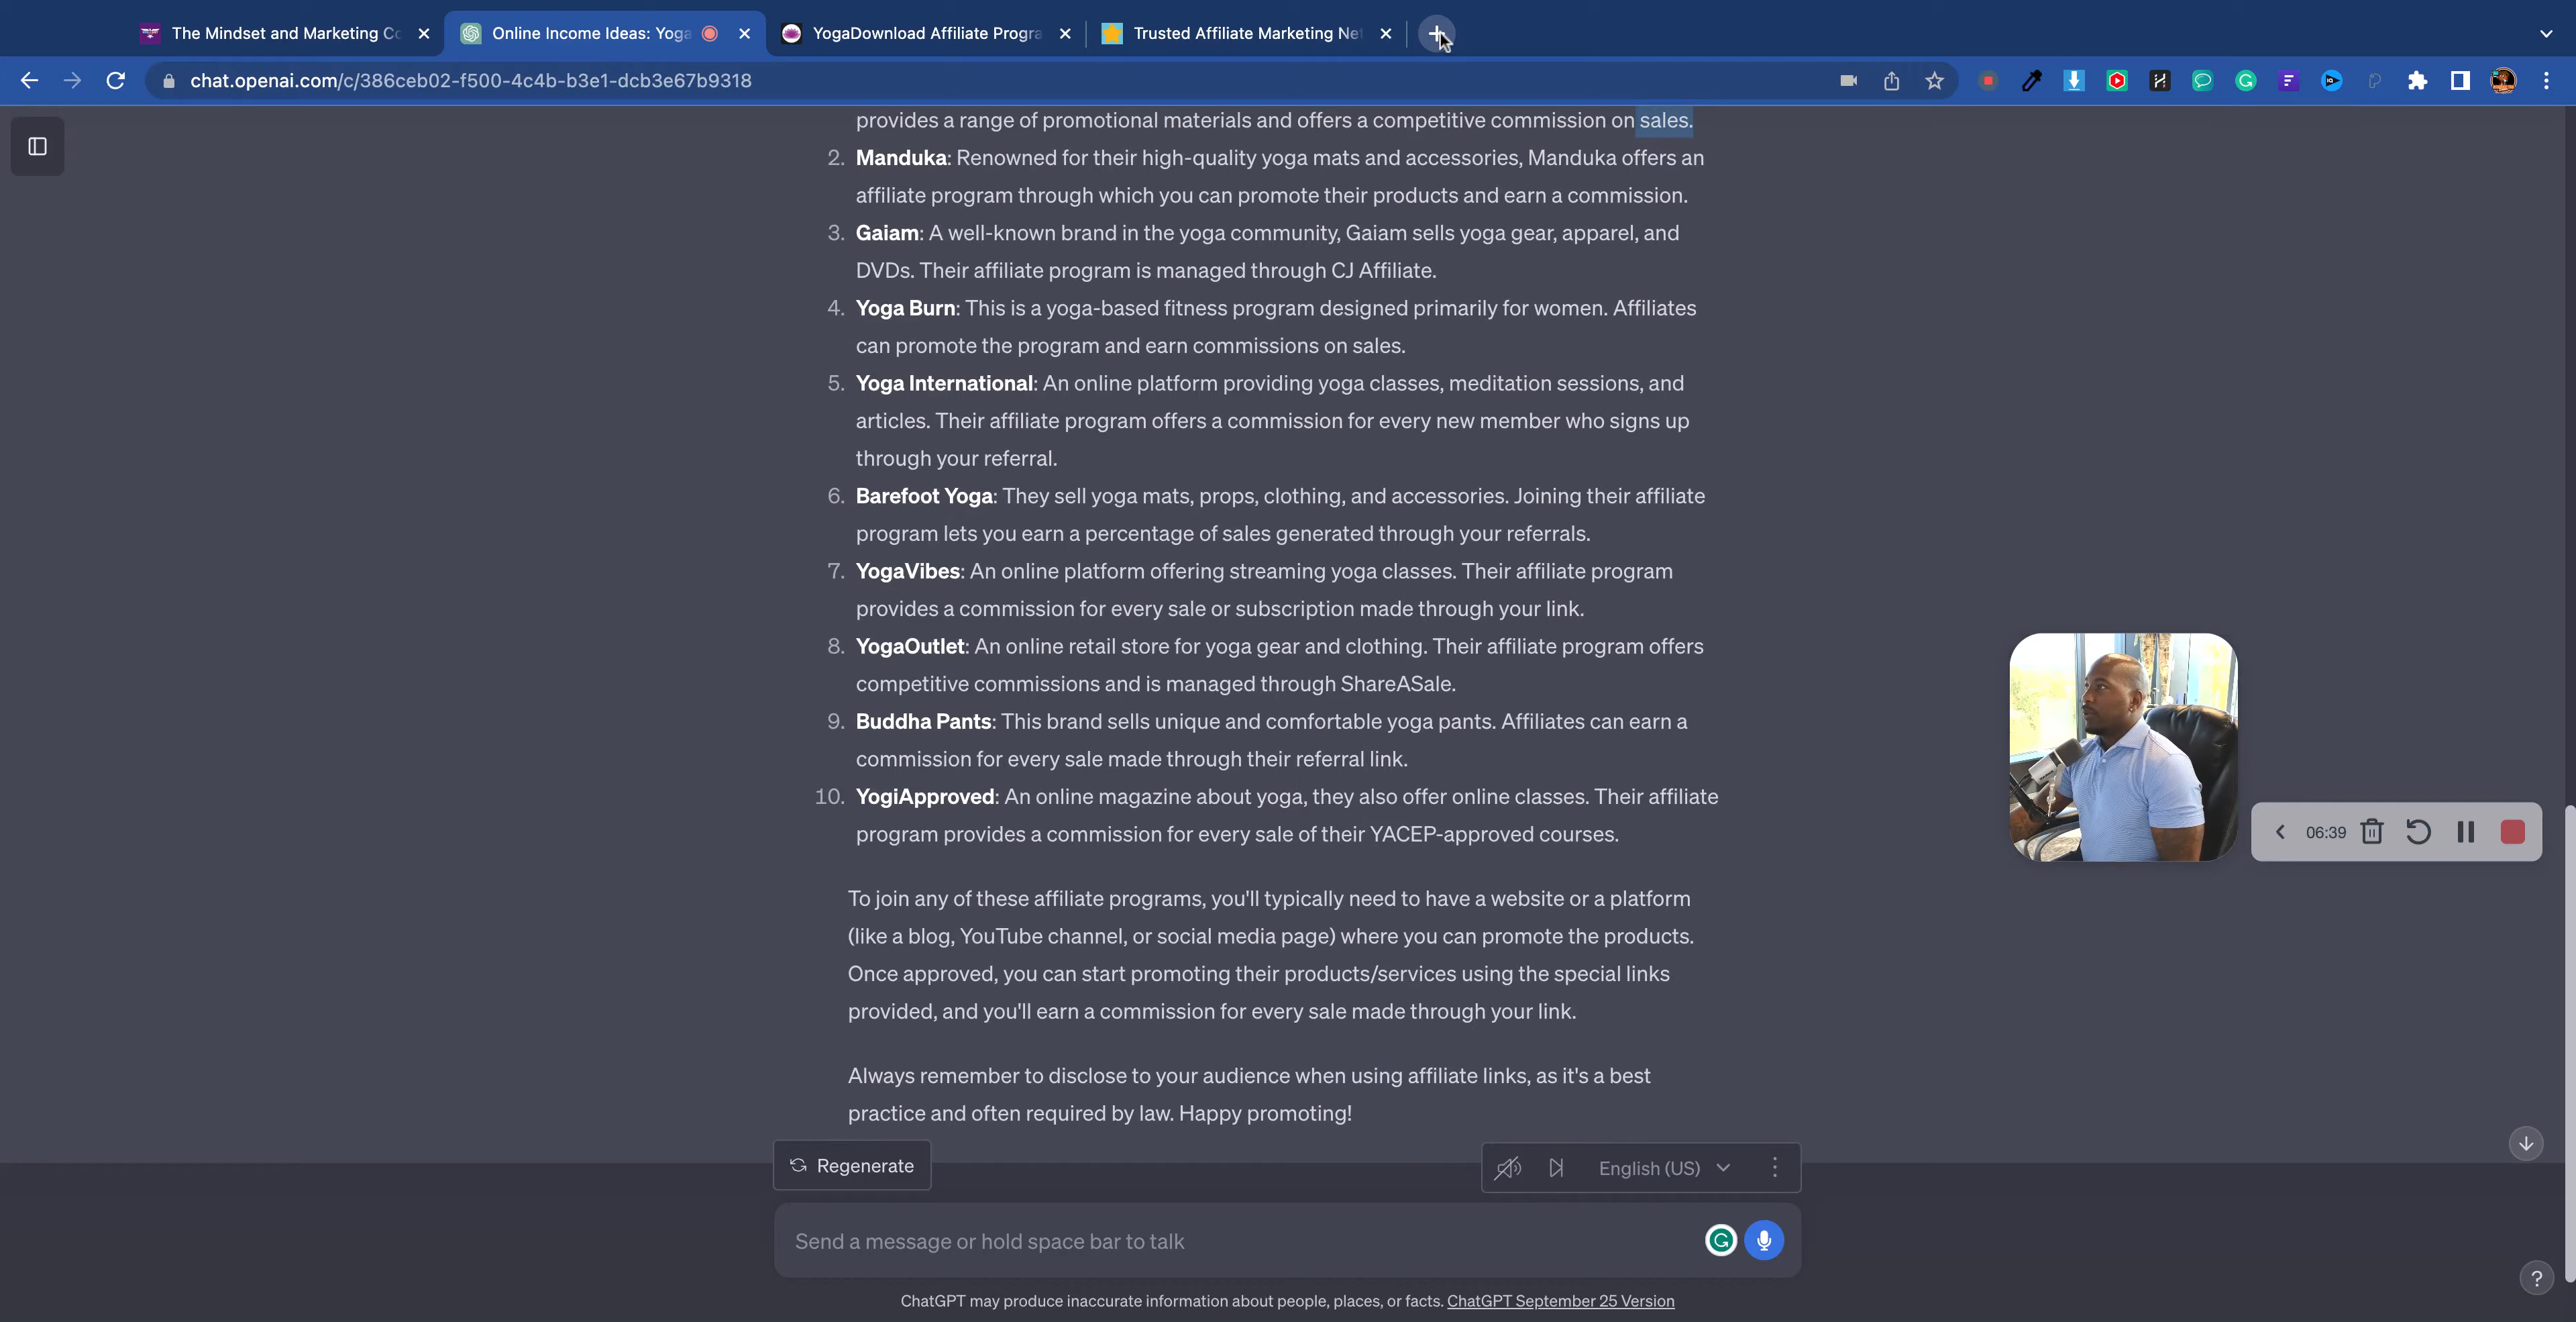 The Mindset and Marketing Co
Online Income Ideas: Yoga
YogaDownload Affiliate Progra
Trusted Affiliate Marketing Net
chat.openai.com/c/386ceb02-f500-4c4b-b3e1-dcb3e67b9318
provides a range of promotional materials and offers a competitive commission on sales.
2. Manduka: Renowned for their high-quality yoga mats and accessories, Manduka offers an
affiliate program through which you can promote their products and earn a commission.
3. Gaiam: A well-known brand in the yoga community, Gaiam sells yoga gear, apparel, and
DVDs. Their affiliate program is managed through CJ Affiliate.
4. Yoga Burn: This is a yoga-based fitness program designed primarily for women. Affiliates
can promote the program and earn commissions on sales.
5. Yoga International: An online platform providing yoga classes, meditation sessions, and
articles. Their affiliate program offers a commission for every new member who signs up
through your referral.
6. Barefoot Yoga: They sell yoga mats, props, clothing, and accessories. Joining their affiliate
program lets you earn a percentage of sales generated through your referrals.
7. YogaVibes: An online platform offering streaming yoga classes. Their affiliate program
provides a commission for every sale or subscription made through your link.
8. YogaOutlet: An online retail store for yoga gear and clothing. Their affiliate program offers
competitive commissions and is managed through ShareASale.
9. Buddha Pants: This brand sells unique and comfortable yoga pants. Affiliates can earn a
commission for every sale made through their referral link.
10. YogiApproved: An online magazine about yoga, they also offer online classes. Their affiliate
program provides a commission for every sale of their YACEP-approved courses.
06:39
To join any of these affiliate programs, you'll typically need to have a website or a platform
(like a blog, YouTube channel, or social media page) where you can promote the products.
Once approved, you can start promoting their products/services using the special links
provided, and you'll earn a commission for every sale made through your link.
Always remember to disclose to your audience when using affiliate links, as it's a best
practice and often required by law. Happy promoting!
Regenerate
English (US)
Send a message or hold space bar to talk
ChatGPT may produce inaccurate information about people, places, or facts. ChatGPT September 25 Version
?